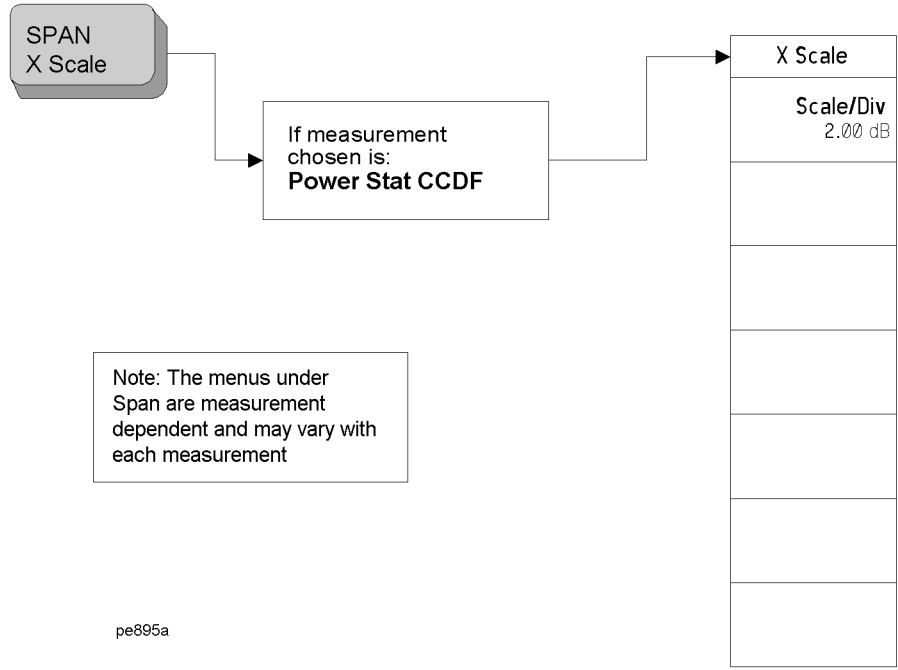 SPAN
X Scale
If measurement
chosen is:
Power Stat CCDF
X Scale
Scale/Div
2.00 dB
Note: The menus under
Span are measurement
dependent and may vary with
each measurement
pe895a